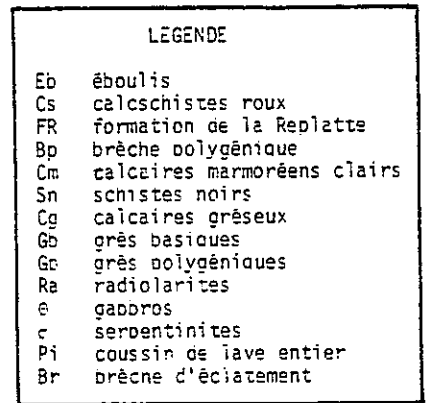 LEGENDE
Eb éboulis
Cs calcschistes roux
FR formation de la Replatte
Bp brèche polygénique
Cm calcaires marmoréens clairs
Sn schistes noirs
Cg calcaires gréseux
Gb grès basiques
Gp grès polygéniques
Ra radiolarites
θ gabbros
serpentinites
Pi coussin de lave entier
Br brèche d'éclatement